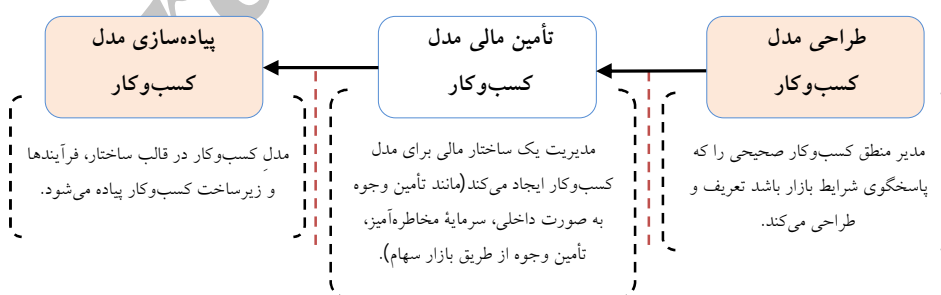 طراحی مدل
کسب‌وکار
مدیر منطق کسب‌وکار صحیحی را که
پاسخگوی شرایط بازار باشد تعریف و
طراحی می‌کند.
تأمین مالی مدل
کسب‌وکار
مدیریت یک ساختار مالی برای مدل
کسب‌وکار ایجاد می‌کند(مانند تأمین وجوه
به صورت داخلی، سرمایۀ مخاطره‌آمیز،
تأمین وجوه از طریق بازار سهام).
پیاده‌سازی مدل
کسب‌وکار
مدلِ کسب‌وکار در قالب ساختار، فرآیندها
و زیرساخت کسب‌وکار پیاده می‌شود.